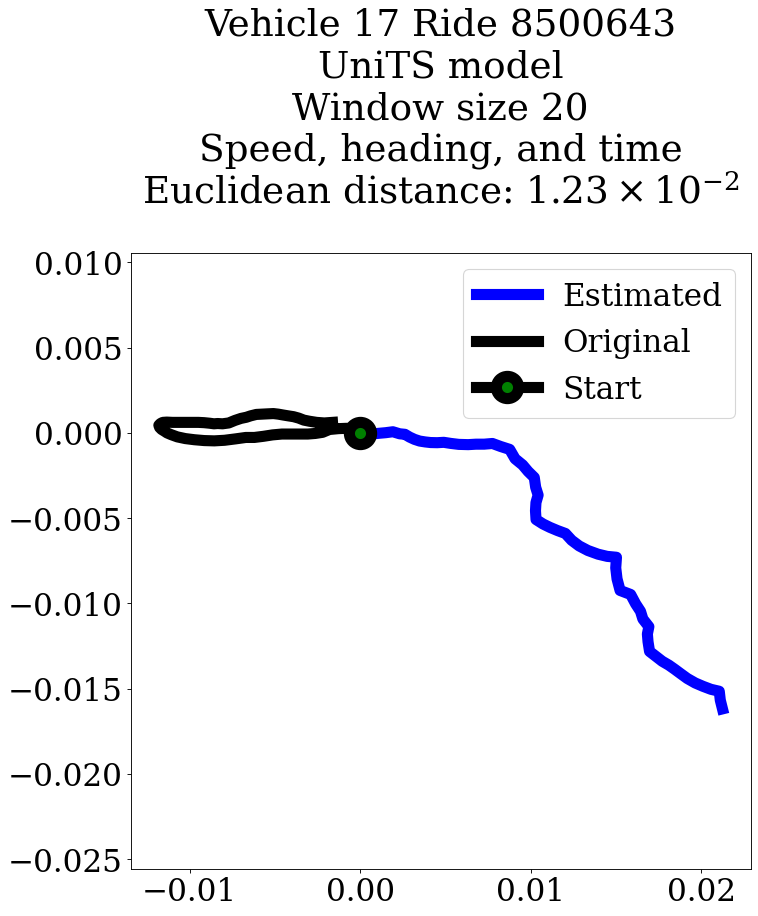 Vehicle 17 Ride 8500643
UniTS model
Window size 20
Speed, heading, and time
Euclidean distance: 1.23 × 10⁻²
Estimated
Original
Start
0.010
0.005
0.000
−0.005
−0.010
−0.015
−0.020
−0.025
−0.01 0.00 0.01 0.02